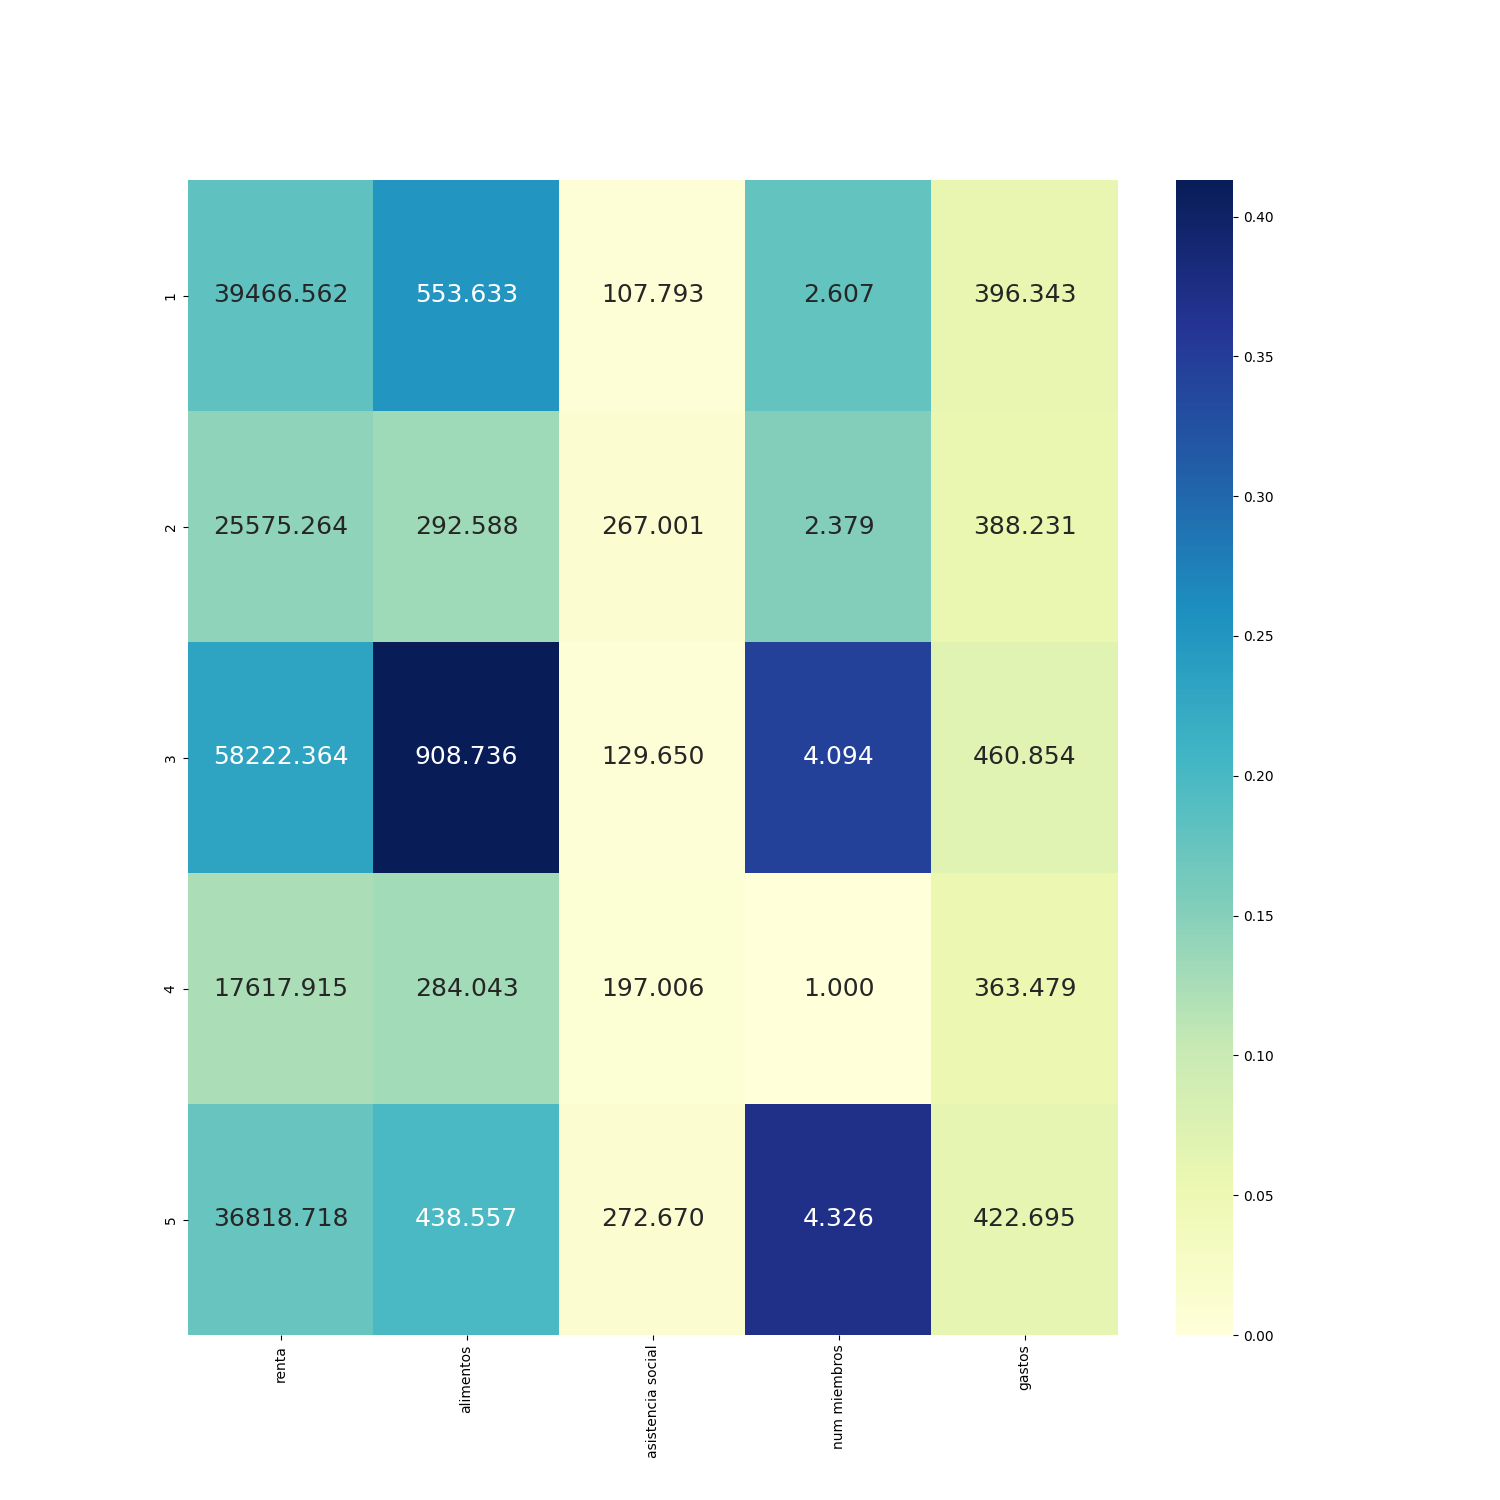 1 39466.562 553.633 107.793 2.607 396.343
2 25575.264 292.588 267.001 2.379 388.231
3 58222.364 908.736 129.650 4.094 460.854
4 17617.915 284.043 197.006 1.000 363.479
5 36818.718 438.557 272.670 4.326 422.695
renta
alimentos
asistencia social
num miembros
gastos
0.40
0.35
0.30
0.25
0.20
0.15
0.10
0.05
0.00